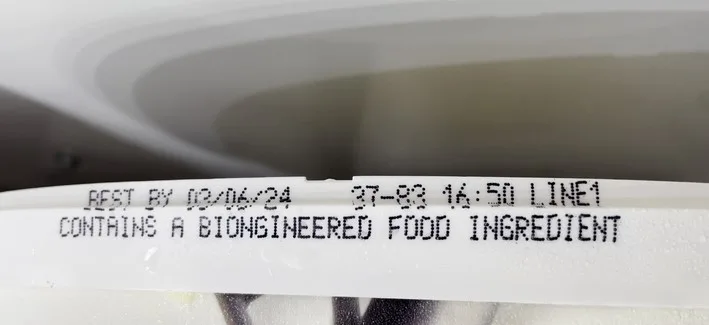 BEST BY 03/06/24 37-83 16:50 LINE1
CONTAINS A BIONGINEERED FOOD INGREDIENT